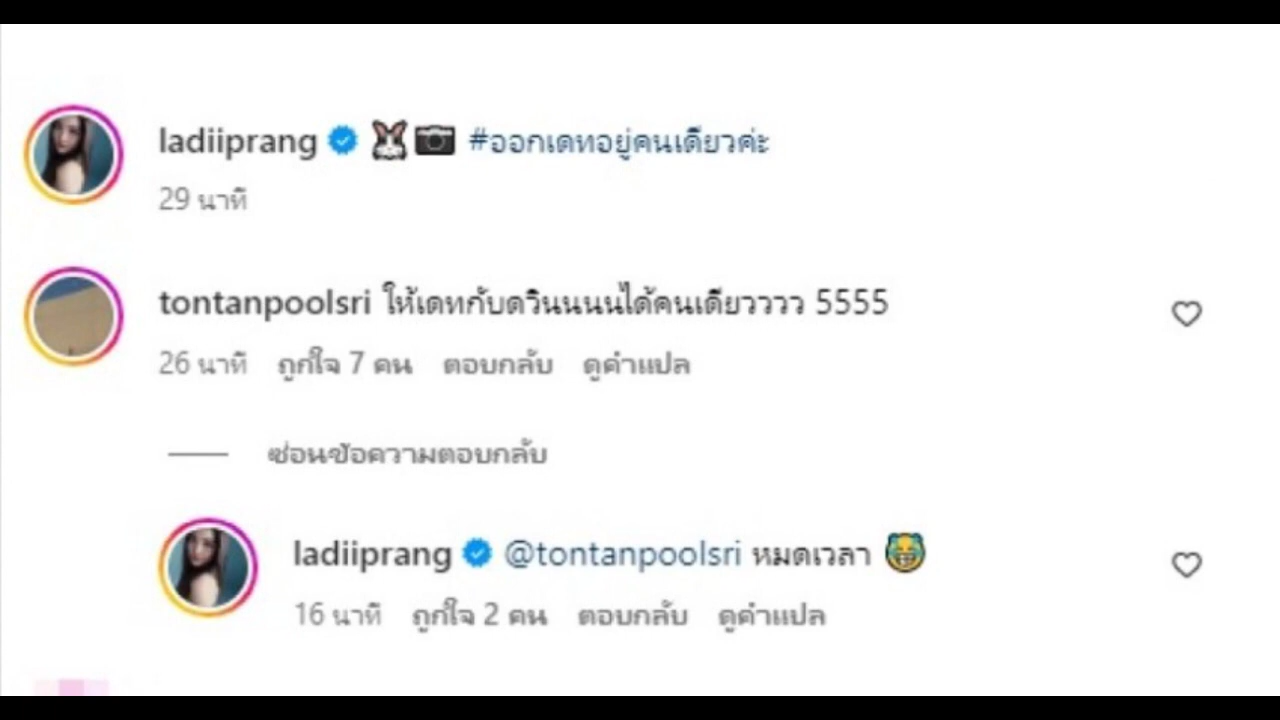 ladiiprang 🐰📷 #ออกเดทอยู่คนเดียวค่ะ
29 นาที
tontanpoolsri ให้เดทกับดวินนนนได้คนเดียวววว 5555
26 นาที ถูกใจ 7 คน ตอบกลับ ดูคำแปล
ซ่อนข้อความตอบกลับ
ladiiprang @tontanpoolsri หมดเวลา 😹
16 นาที ถูกใจ 2 คน ตอบกลับ ดูคำแปล